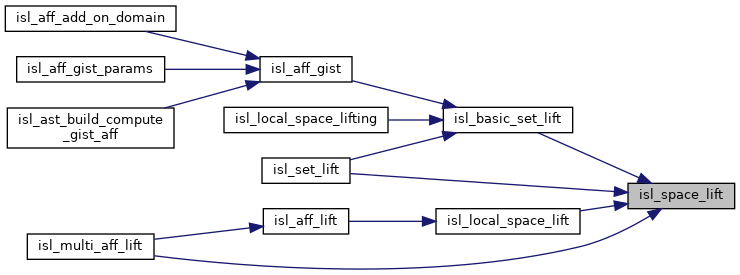 isl_aff_add_on_domain
isl_aff_gist_params
isl_aff_gist
isl_ast_build_compute
_gist_aff
isl_local_space_lifting
isl_basic_set_lift
isl_set_lift
isl_space_lift
isl_aff_lift
isl_local_space_lift
isl_multi_aff_lift